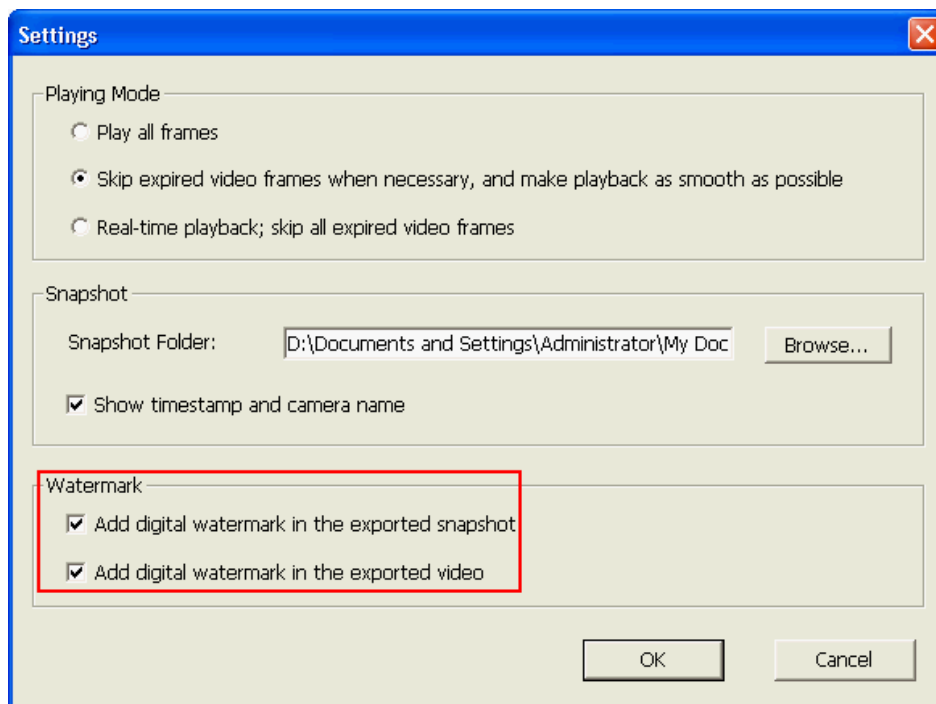 Settings
Playing Mode
Play all frames
Skip expired video frames when necessary, and make playback as smooth as possible
Real-time playback; skip all expired video frames
Snapshot
Snapshot Folder: D:\Documents and Settings\Administrator\My Doc Browse...
Show timestamp and camera name
Watermark
Add digital watermark in the exported snapshot
Add digital watermark in the exported video
OK Cancel